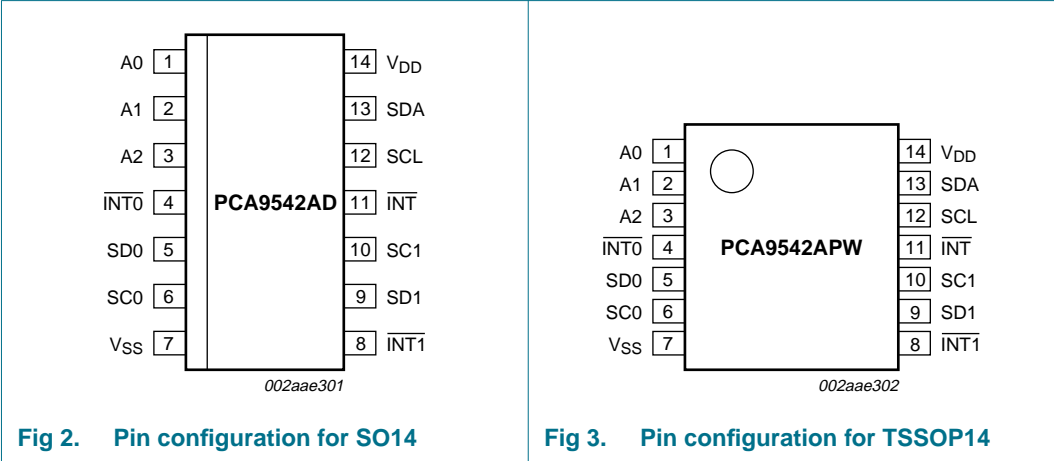 A0 1
A1 2
A2 3
INT0 4
SD0 5
SC0 6
VSS 7
PCA9542AD
14 VDD
13 SDA
12 SCL
11 INT
10 SC1
9 SD1
8 INT1
002aae301
Fig 2. Pin configuration for SO14
A0 1
A1 2
A2 3
INT0 4
SD0 5
SC0 6
VSS 7
PCA9542APW
14 VDD
13 SDA
12 SCL
11 INT
10 SC1
9 SD1
8 INT1
002aae302
Fig 3. Pin configuration for TSSOP14